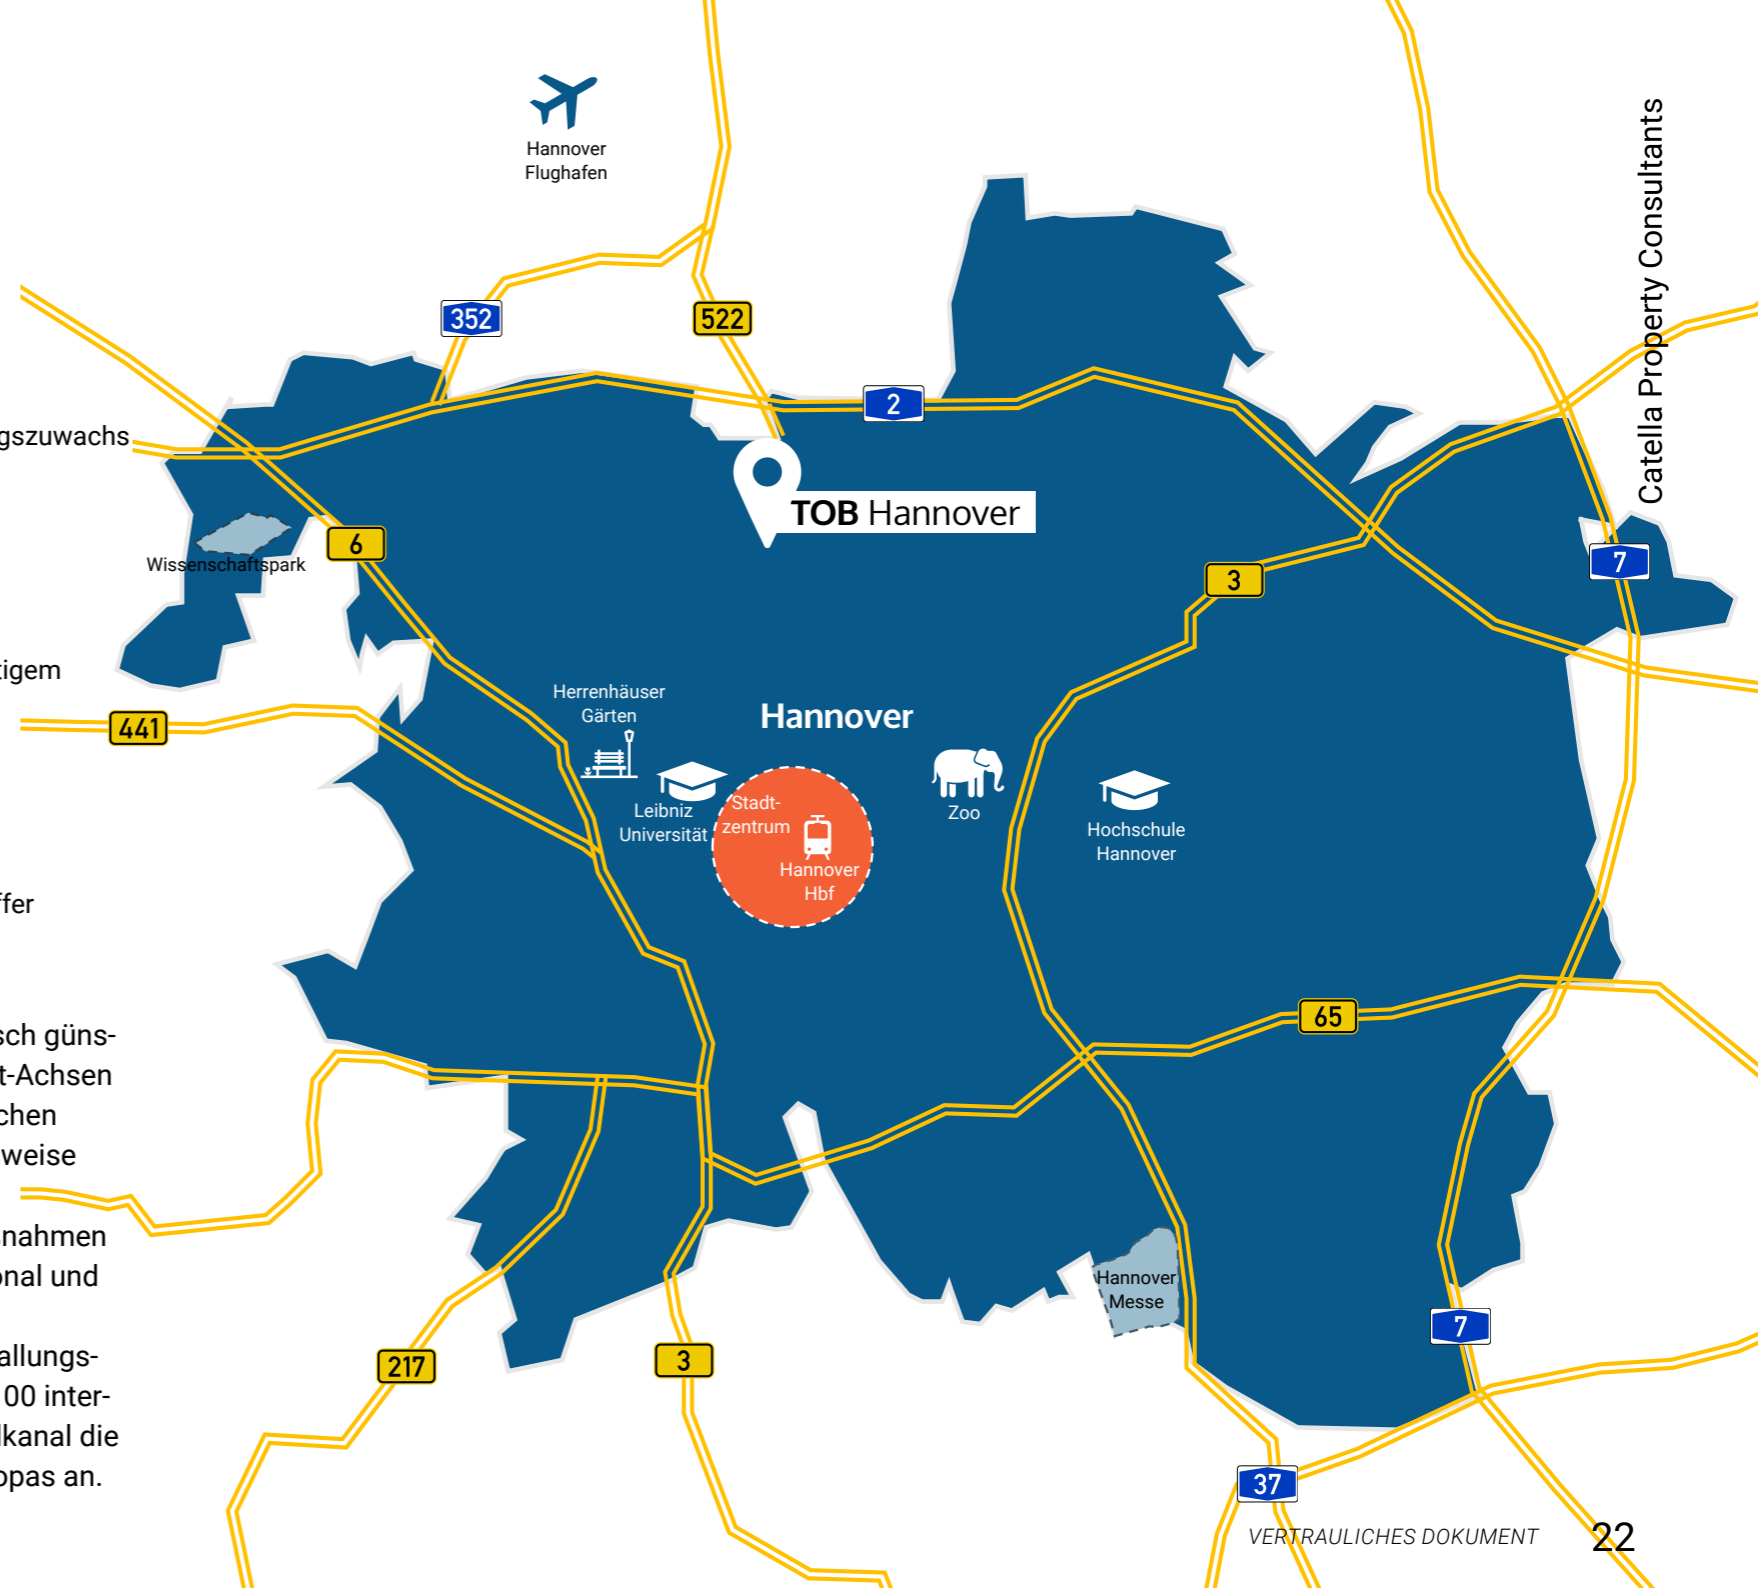 Hannover
Flughafen
Catella Property Consultants
352
522
2
gszuwachs
TOB Hannover
6
Wissenschaftspark
7
3
tigem
Herrenhäuser
Gärten
Hannover
441
Leibniz
Universität
Stadt-
zentrum
Zoo
Hochschule
Hannover
Hannover
Hbf
ffer
65
sch güns-
t-Achsen
chen
weise
snahmen
onal und
Hannover
Messe
7
allungs-
217
3
00 inter-
lkanal die
opas an.
37
VERTRAULICHES DOKUMENT
22